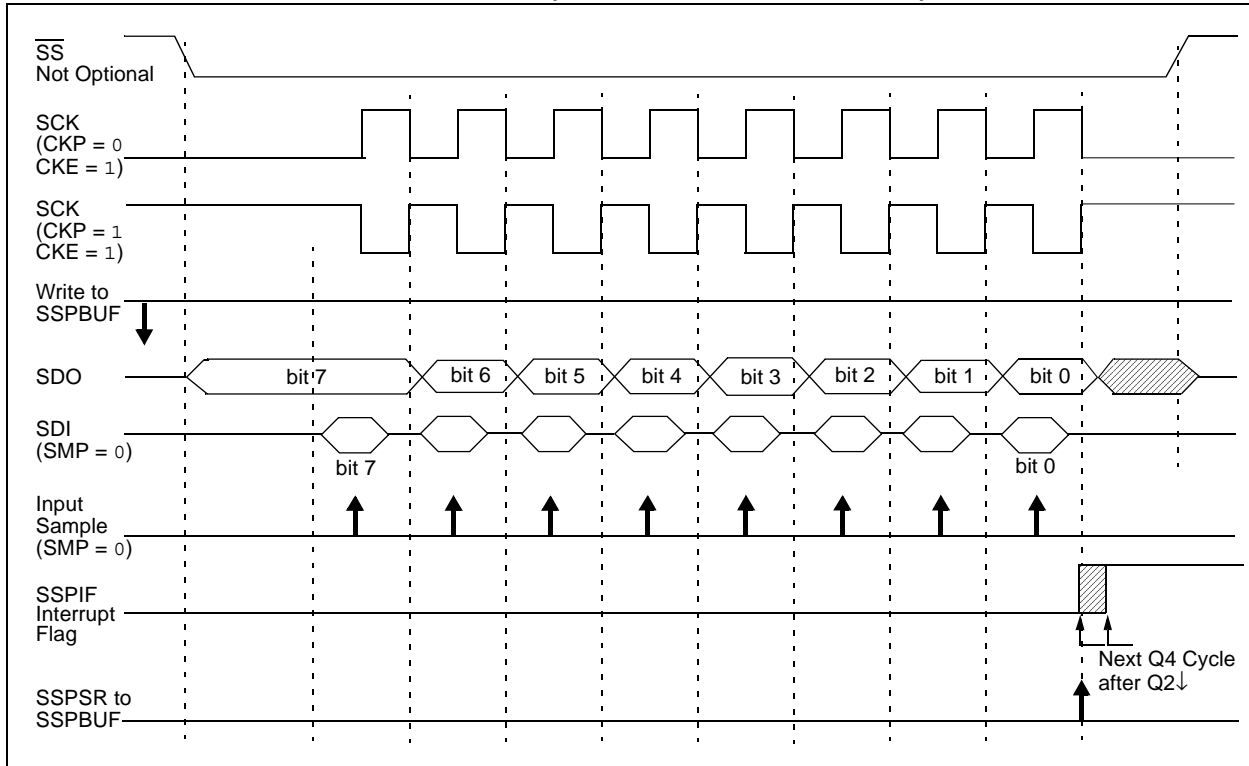 SS
Not Optional
SCK
(CKP = 0
CKE = 1)
SCK
(CKP = 1
CKE = 1)
Write to
SSPBUF
SDO
bit 7 bit 6 bit 5 bit 4 bit 3 bit 2 bit 1 bit 0
SDI
(SMP = 0)
bit 7 bit 0
Input
Sample
(SMP = 0)
SSPIF
Interrupt
Flag
Next Q4 Cycle
after Q2↓
SSPSR to
SSPBUF